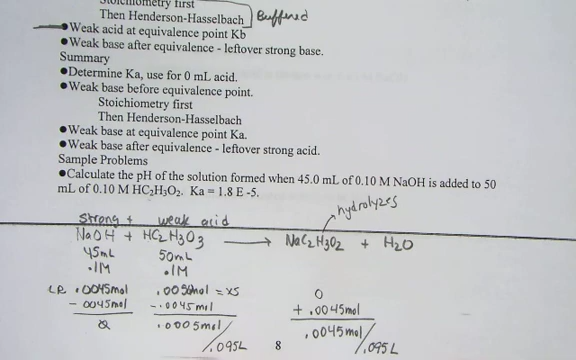 Stoichiometry first
Then Henderson-Hasselbach Buffered
●Weak acid at equivalence point Kb
●Weak base after equivalence - leftover strong base.
Summary
●Determine Ka, use for 0 mL acid.
●Weak base before equivalence point.
Stoichiometry first
Then Henderson-Hasselbach
●Weak base at equivalence point Ka.
●Weak base after equivalence - leftover strong acid.
Sample Problems
●Calculate the pH of the solution formed when 45.0 mL of 0.10 M NaOH is added to 50
mL of 0.10 M HC2H3O2. Ka = 1.8 E -5.
hydrolyzes
strong + weak acid
NaOH + HC2H3O3 → NaC2H3O2 + H2O
45mL 50mL
.1M .1M
LR .0045mol .0050mol = XS 0
- .0045mol - .0045mol + .0045mol
0 .0005mol .0045mol
/.095L 8 /.095L